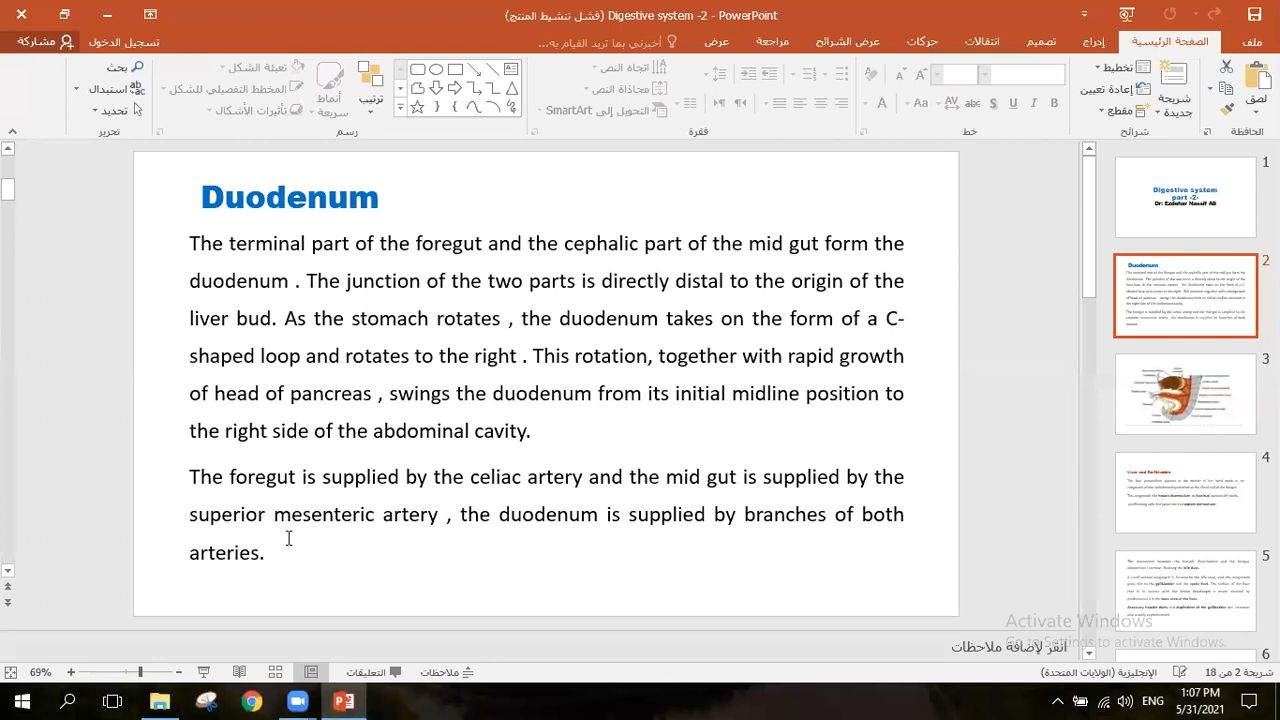 Digestive system -2 - PowerPoint (فشل تنشيط المنتج)
ملف
الصفحة الرئيسية
إدراج
تصميم
انتقالات
حركات
عرض الشرائح
مراجعة
عرض
أخبرني بما تريد القيام به...
تسجيل الدخول
مشاركة
لصق
الحافظة
شريحة جديدة
تخطيط
إعادة تعيين
مقطع
شرائح
خط
اتجاه النص
محاذاة النص
التحويل إلى SmartArt
فقرة
ترتيب
أنماط سريعة
تعبئة الشكل
المخطط التفصيلي للشكل
تأثيرات الأشكال
رسم
بحث
استبدال
تحديد
تحرير
Duodenum
The terminal part of the foregut and the cephalic part of the mid gut form the
duodenum . The junction of the two parts is directly distal to the origin of the
liver bud. As the stomach rotates , the duodenum takes on the form of a C-
shaped loop and rotates to the right . This rotation, together with rapid growth
of head of pancreas , swings the duodenum from its initial midline position to
the right side of the abdominal cavity.
The foregut is supplied by the celiac artery and the mid gut is supplied by the
superior mesenteric artery , the duodenum is supplied by branches of both
arteries.
1
Digestive system
part -2-
2
Duodenum
3
4
Liver and Gallbladder
5
6
Activate Windows
Go to Settings to activate Windows.
انقر لإضافة ملاحظات
شريحة 2 من 18
الإنجليزية (الولايات المتحدة)
ملاحظات
التعليقات
69%
ENG
1:07 PM
5/31/2021